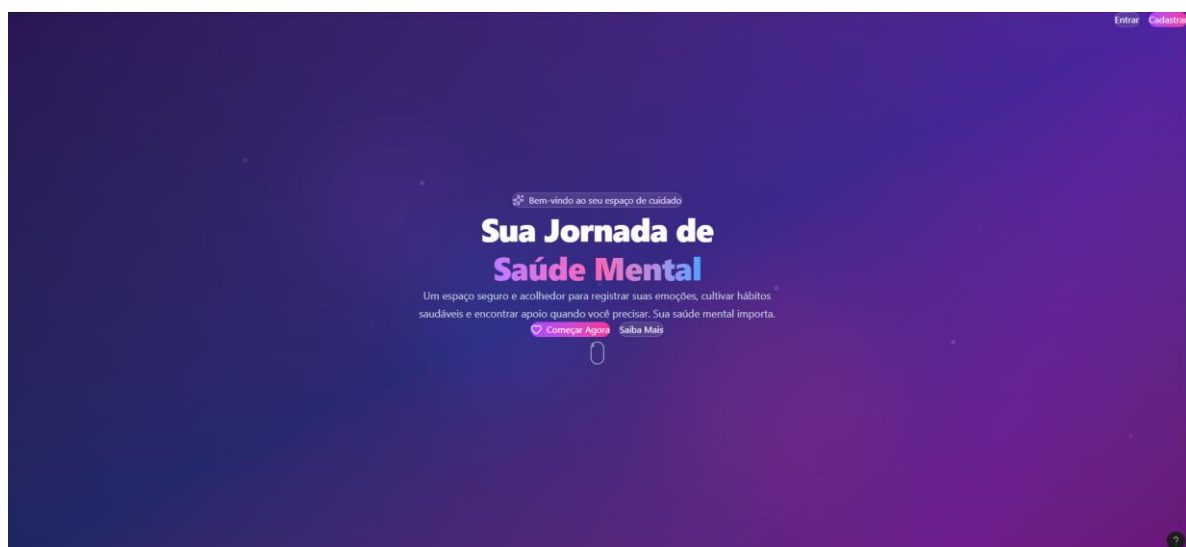 Entrar Cadastrar
Bem-vindo ao seu espaço de cuidado
Sua Jornada de
Saúde Mental
Um espaço seguro e acolhedor para registrar suas emoções, cultivar hábitos
saudáveis e encontrar apoio quando você precisar. Sua saúde mental importa.
Começar Agora Saiba Mais
?